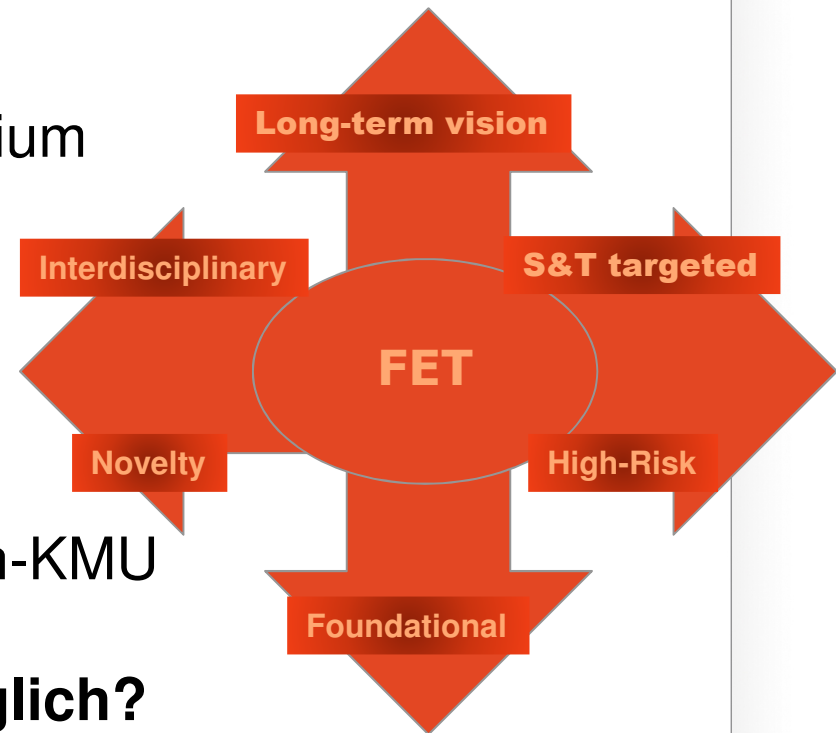 ium
Long-term vision
Interdisciplinary
S&T targeted
FET
Novelty
High-Risk
n-KMU
Foundational
glich?